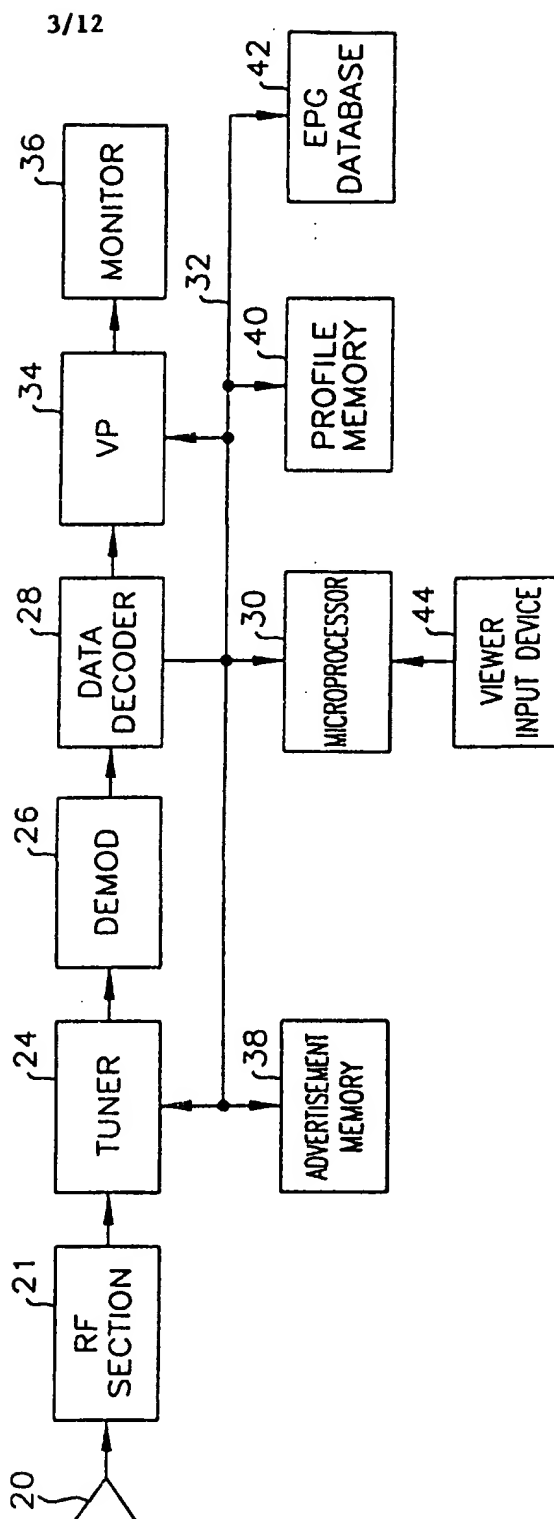 3/12
20
21
RF
SECTION
24
TUNER
26
DEMOD
28
DATA
DECODER
34
VP
36
MONITOR
32
38
ADVERTISEMENT
MEMORY
30
MICROPROCESSOR
40
PROFILE
MEMORY
42
EPG
DATABASE
44
VIEWER
INPUT DEVICE